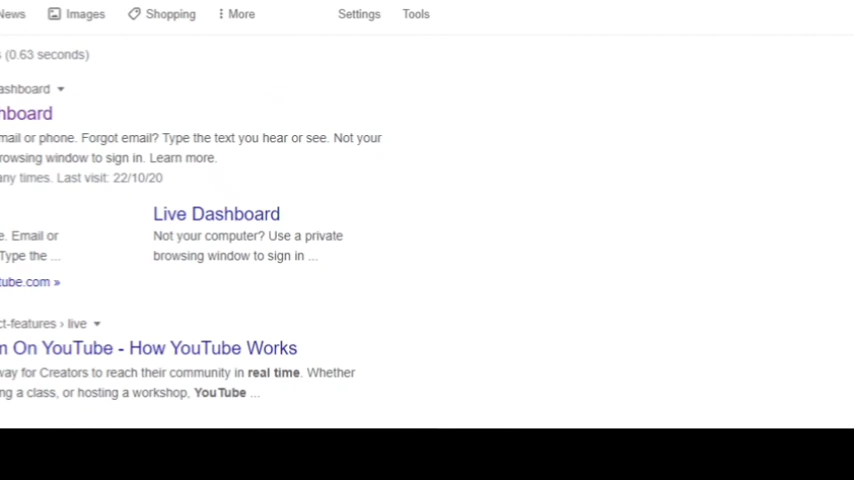 News Images Shopping More Settings Tools
(0.63 seconds)
ashboard
hboard
mail or phone. Forgot email? Type the text you hear or see. Not your
rowsing window to sign in. Learn more.
any times. Last visit: 22/10/20
Live Dashboard
e. Email or Not your computer? Use a private
Type the ... browsing window to sign in ...
tube.com »
ct-features › live
m On YouTube - How YouTube Works
way for Creators to reach their community in real time. Whether
ng a class, or hosting a workshop, YouTube ...